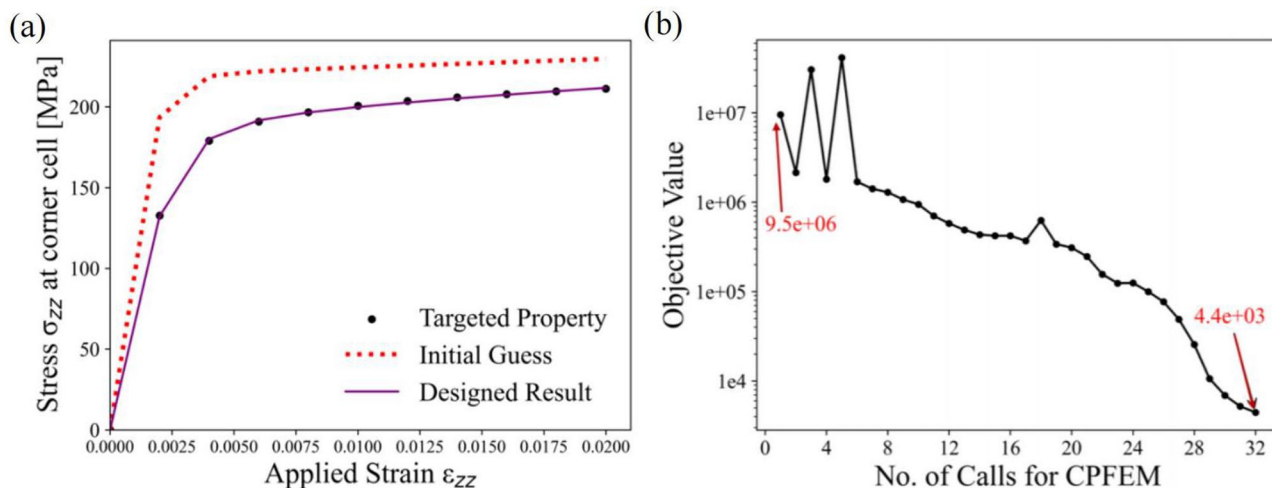 (a)
Stress σzz at corner cell [MPa]
200
150
100
50
0
0.0000 0.0025 0.0050 0.0075 0.0100 0.0125 0.0150 0.0175 0.020
Applied Strain εzz
Targeted Property
Initial Guess
Designed Result
(b)
Objective Value
1e+07
1e+06
1e+05
1e4
9.5e+06
4.4e+03
0 4 8 12 16 20 24 28 32
No. of Calls for CPFEM